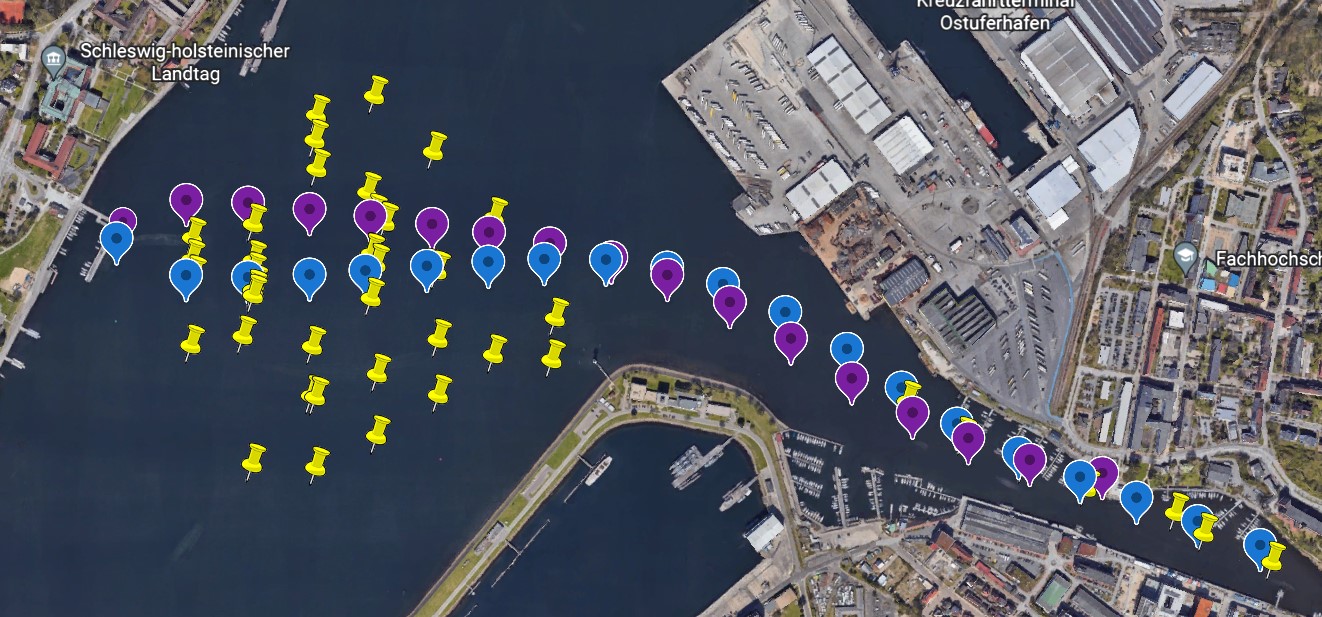 Kreuzfahrtterminal
Ostuferhafen
Schleswig-holsteinischer
Landtag
Fachhochsch